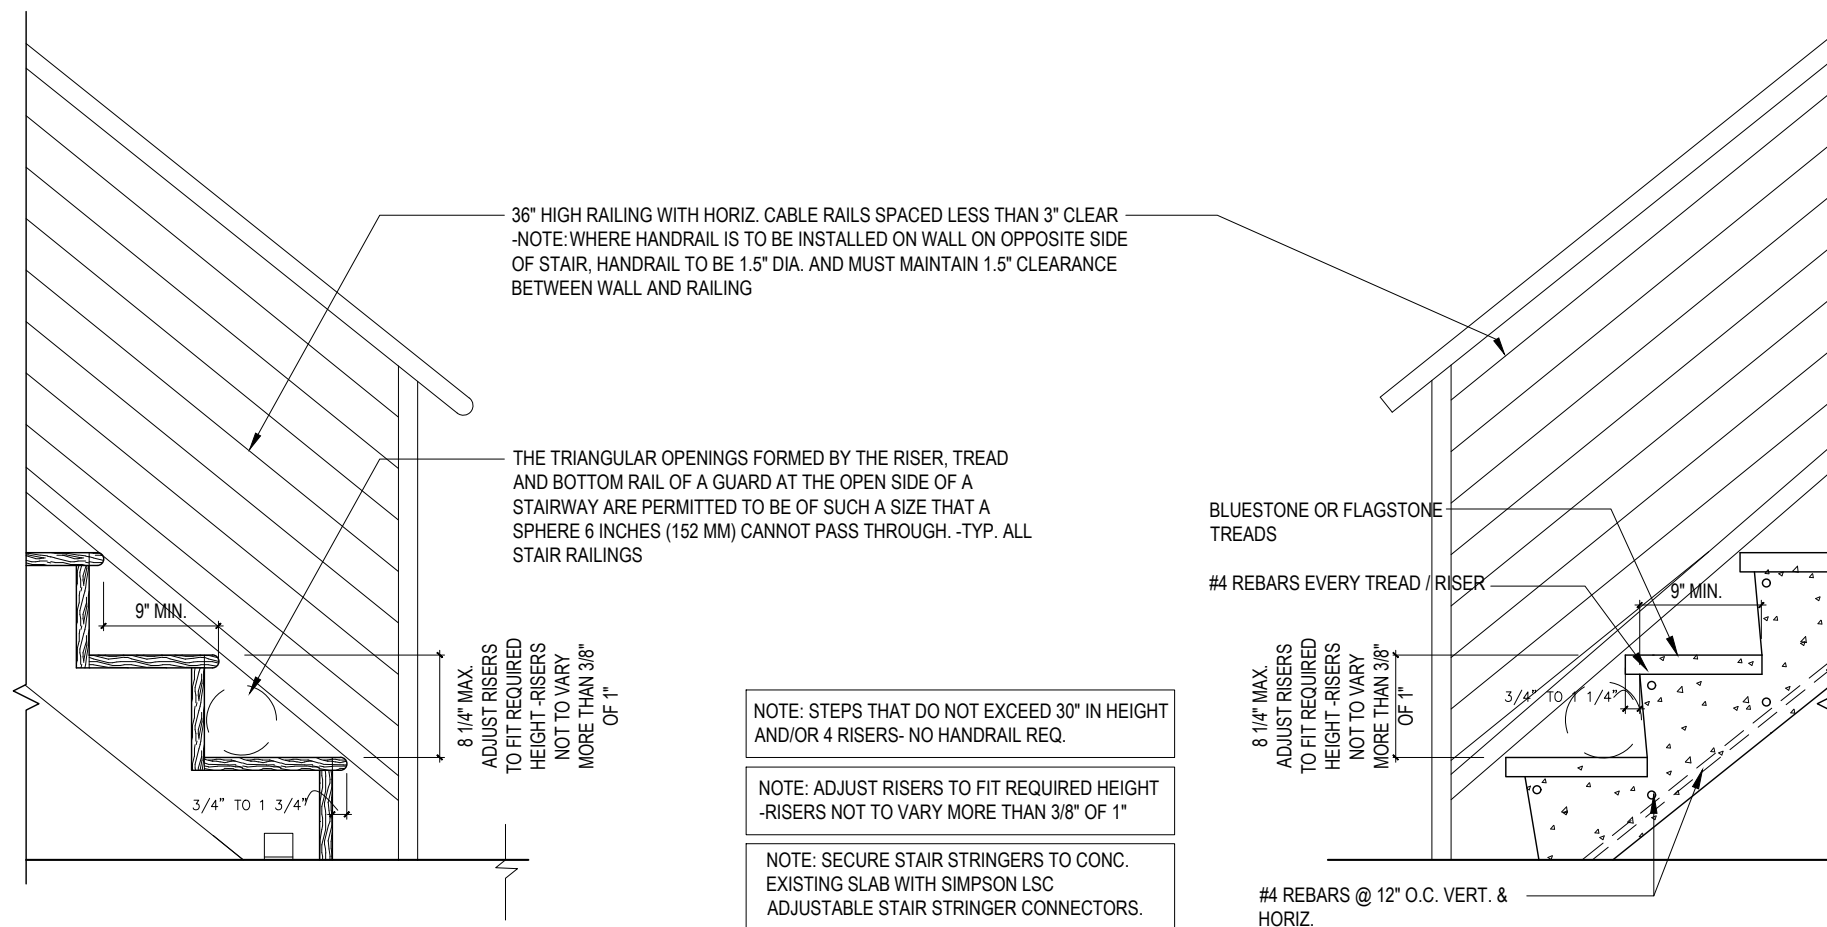 36" HIGH RAILING WITH HORIZ. CABLE RAILS SPACED LESS THAN 3" CLEAR
-NOTE: WHERE HANDRAIL IS TO BE INSTALLED ON WALL ON OPPOSITE SIDE
OF STAIR, HANDRAIL TO BE 1.5" DIA. AND MUST MAINTAIN 1.5" CLEARANCE
BETWEEN WALL AND RAILING
THE TRIANGULAR OPENINGS FORMED BY THE RISER, TREAD
AND BOTTOM RAIL OF A GUARD AT THE OPEN SIDE OF A
STAIRWAY ARE PERMITTED TO BE OF SUCH A SIZE THAT A
SPHERE 6 INCHES (152 MM) CANNOT PASS THROUGH. -TYP. ALL
STAIR RAILINGS
9" MIN.
8 1/4" MAX.
ADJUST RISERS
TO FIT REQUIRED
HEIGHT -RISERS
NOT TO VARY
MORE THAN 3/8"
OF 1"
3/4" TO 1 3/4"
NOTE: STEPS THAT DO NOT EXCEED 30" IN HEIGHT
AND/OR 4 RISERS- NO HANDRAIL REQ.
NOTE: ADJUST RISERS TO FIT REQUIRED HEIGHT
-RISERS NOT TO VARY MORE THAN 3/8" OF 1"
NOTE: SECURE STAIR STRINGERS TO CONC.
EXISTING SLAB WITH SIMPSON LSC
ADJUSTABLE STAIR STRINGER CONNECTORS.
BLUESTONE OR FLAGSTONE
TREADS
#4 REBARS EVERY TREAD / RISER
9" MIN.
8 1/4" MAX.
ADJUST RISERS
TO FIT REQUIRED
HEIGHT -RISERS
NOT TO VARY
MORE THAN 3/8"
OF 1"
3/4" TO 1 1/4"
#4 REBARS @ 12" O.C. VERT. &
HORIZ.